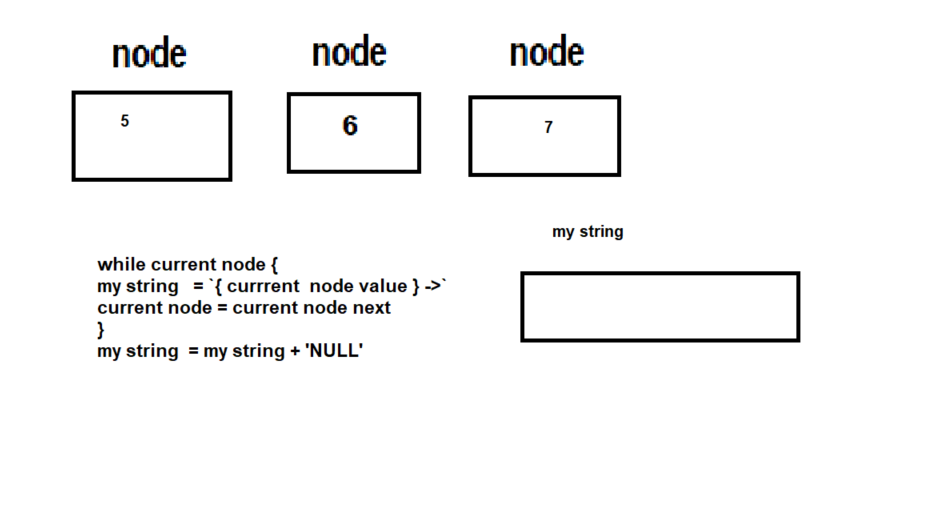 node node node
5 6 7
my string
while current node {
my string = `{ currrent node value } ->`
current node = current node next
}
my string = my string + 'NULL'